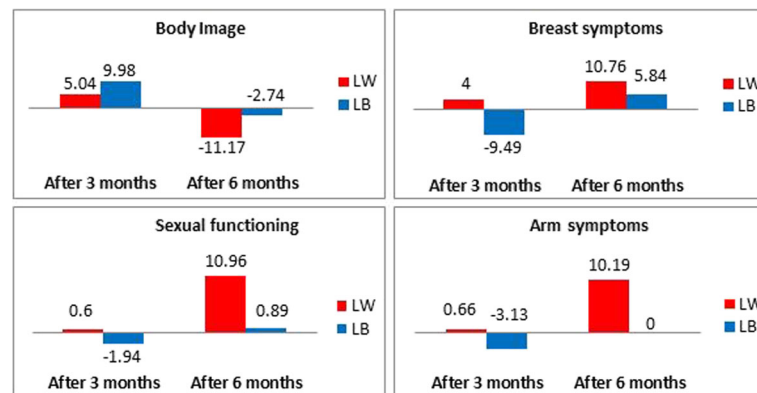 Body Image
5.04
9.98
-2.74
-11.17
LW
LB
After 3 months
After 6 months
Breast symptoms
4
-9.49
10.76
5.84
LW
LB
After 3 months
After 6 months
Sexual functioning
0.6
-1.94
10.96
0.89
LW
LB
After 3 months
After 6 months
Arm symptoms
0.66
-3.13
10.19
0
LW
LB
After 3 months
After 6 months